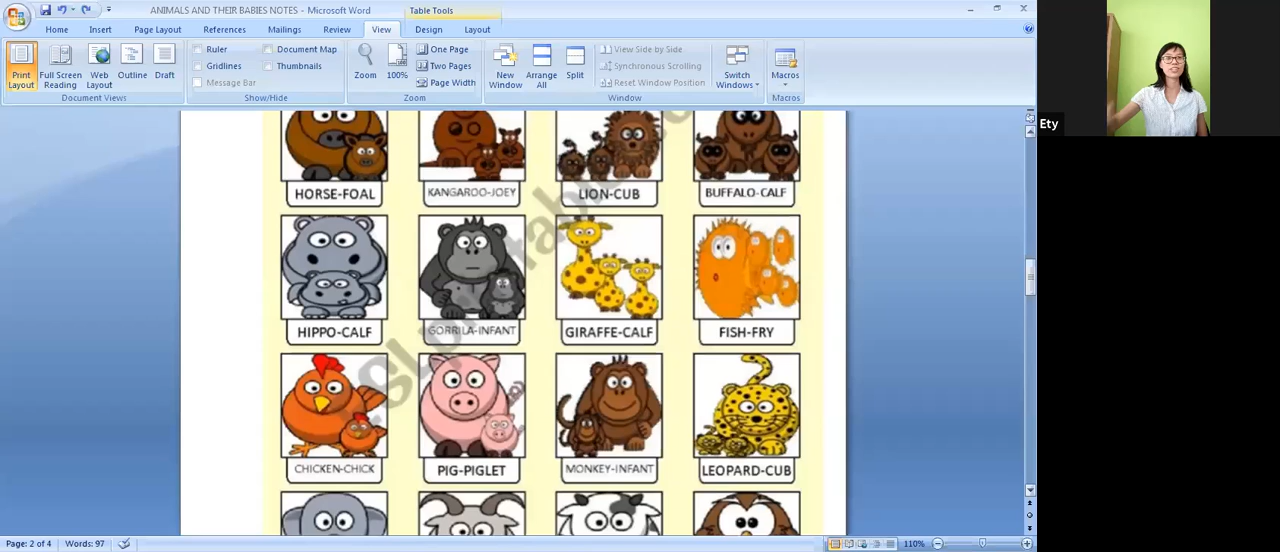 ANIMALS AND THEIR BABIES NOTES - Microsoft Word
Table Tools
Home Insert Page Layout References Mailings Review View Design Layout
Print Layout
Full Screen Reading
Web Layout
Outline
Draft
Document Views
Ruler
Gridlines
Message Bar
Document Map
Thumbnails
Show/Hide
Zoom
100%
One Page
Two Pages
Page Width
Zoom
New Window
Arrange All
Split
View Side by Side
Synchronous Scrolling
Reset Window Position
Switch Windows
Window
Macros
Macros
Ety
HORSE-FOAL KANGAROO-JOEY LION-CUB BUFFALO-CALF
HIPPO-CALF GORRILA-INFANT GIRAFFE-CALF FISH-FRY
CHICKEN-CHICK PIG-PIGLET MONKEY-INFANT LEOPARD-CUB
Page: 2 of 4 Words: 97 110%